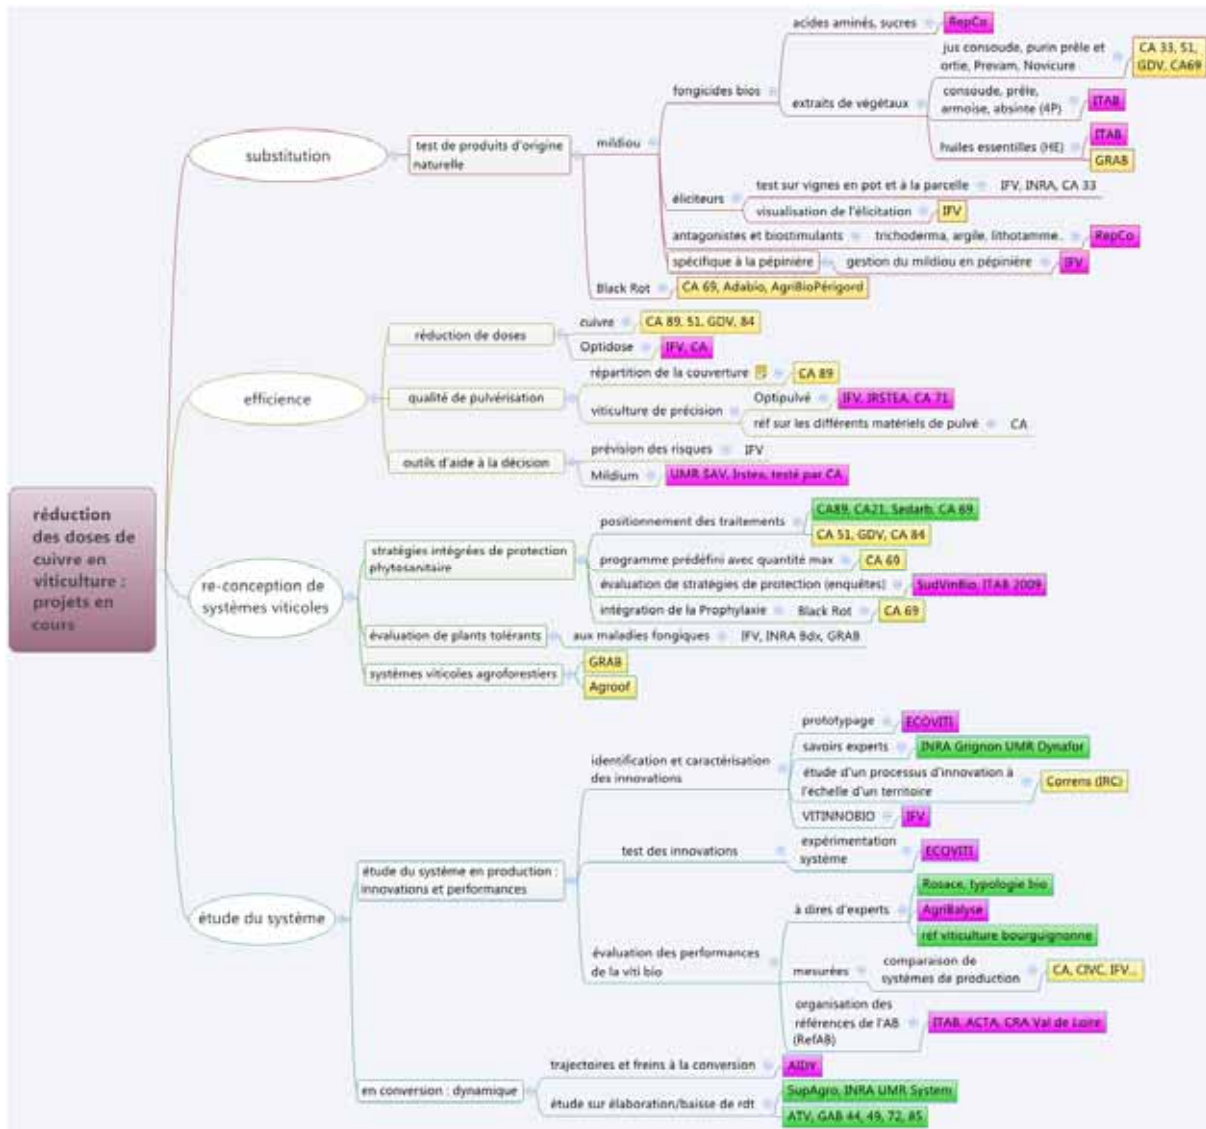 réduction
des doses de
cuivre en
viticulture :
projets en
cours
substitution
test de produits d'origine
naturelle
mildiou
fongicides bios
acides aminés, sucres
RepCo
extraits de végétaux
jus consoude, purin prêle et
ortie, Prevam, Novicure
CA 33, 51,
GDV, CA69
consoude, prêle,
armoise, absinte (4P)
ITAB
huiles essentilles (HE)
ITAB
GRAB
éliciteurs
test sur vignes en pot et à la parcelle
IFV, INRA, CA 33
visualisation de l'élicitation
IFV
antagonistes et biostimulants
trichoderma, argile, lithotamme..
RepCo
spécifique à la pépinière
gestion du mildiou en pépinière
IFV
Black Rot
CA 69, Adabio, AgriBioPérigord
efficience
réduction de doses
cuivre
CA 89, 51, GDV, 84
Optidose
IFV, CA
qualité de pulvérisation
répartition de la couverture
CA 89
viticulture de précision
Optipulvé
IFV, IRSTEA, CA 71
réf sur les différents matériels de pulvé
CA
outils d'aide à la décision
prévision des risques
IFV
Mildium
UMR SAV, Irstea, testé par CA
re-conception de
systèmes viticoles
stratégies intégrées de protection
phytosanitaire
positionnement des traitements
CA89, CA21, Sedarb, CA 69
CA 51, GDV, CA 84
programme prédéfini avec quantité max
CA 69
évaluation de stratégies de protection (enquêtes)
SudVinBio, ITAB 2009
intégration de la Prophylaxie
Black Rot
CA 69
évaluation de plants tolérants
aux maladies fongiques
IFV, INRA Bdx, GRAB
systèmes viticoles agroforestiers
GRAB
Agroof
étude du système
étude du système en production :
innovations et performances
identification et caractérisation
des innovations
prototypage
ECOVITI
savoirs experts
INRA Grignon UMR Dynafor
étude d'un processus d'innovation à
l'échelle d'un territoire
Correns (IRC)
VITINNOBIO
IFV
test des innovations
expérimentation
système
ECOVITI
évaluation des performances
de la viti bio
à dires d'experts
Rosace, typologie bio
AgriBalyse
réf viticulture bourguignonne
mesurées
comparaison de
systèmes de production
CA, CIVC, IFV...
organisation des
références de l'AB
(RefAB)
ITAB, ACTA, CRA Val de Loire
en conversion : dynamique
trajectoires et freins à la conversion
AIDY
étude sur élaboration/baisse de rdt
SupAgro, INRA UMR System
ATV, GAB 44, 49, 72, 85